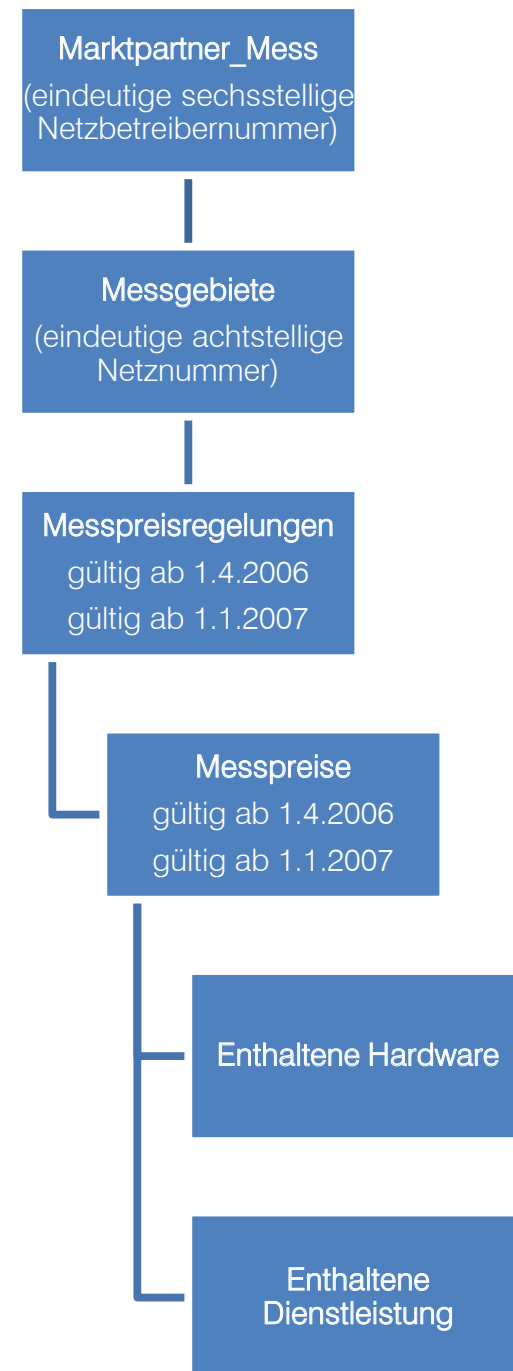 Marktpartner_Mess
(eindeutige sechsstellige
Netzbetreibernummer)
Messgebiete
(eindeutige achtstellige
Netznummer)
Messpreisregelungen
gültig ab 1.4.2006
gültig ab 1.1.2007
Messpreise
gültig ab 1.4.2006
gültig ab 1.1.2007
Enthaltene Hardware
Enthaltene
Dienstleistung